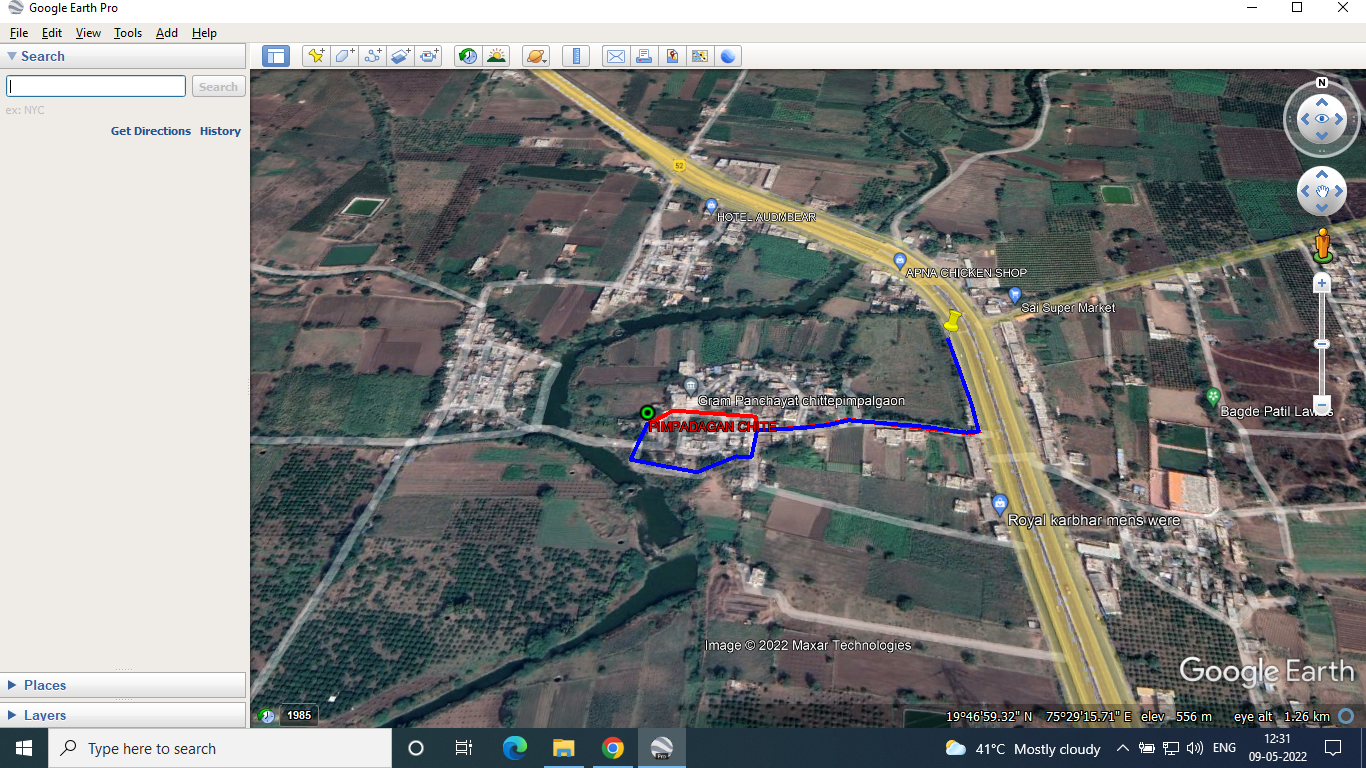 Google Earth Pro
File Edit View Tools Add Help
Search
Search
ex: NYC
Get Directions History
N
52
HOTEL AUDMBEAR
APNA CHICKEN SHOP
Sai Super Market
Gram Panchayat chittepimpalgaon
Bagde Patil Lawns
PIMPADAGAN CHITE
Royal karbhar mens were
Image © 2022 Maxar Technologies
Google Earth
Places
Layers
1985
19°46'59.32" N 75°29'15.71" E elev 556 m eye alt 1.26 km
Type here to search
Pro
41°C Mostly cloudy
ENG
12:31
09-05-2022